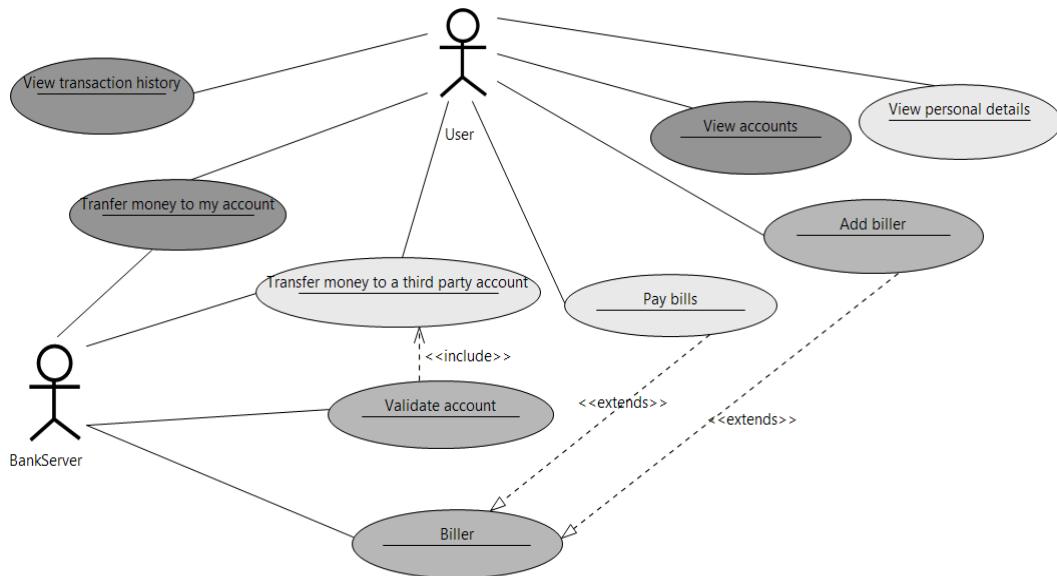 View transaction history
User
View accounts
View personal details
Tranfer money to my account
Add biller
Transfer money to a third party account
Pay bills
<<include>>
Validate account
<<extends>>
<<extends>>
BankServer
Biller